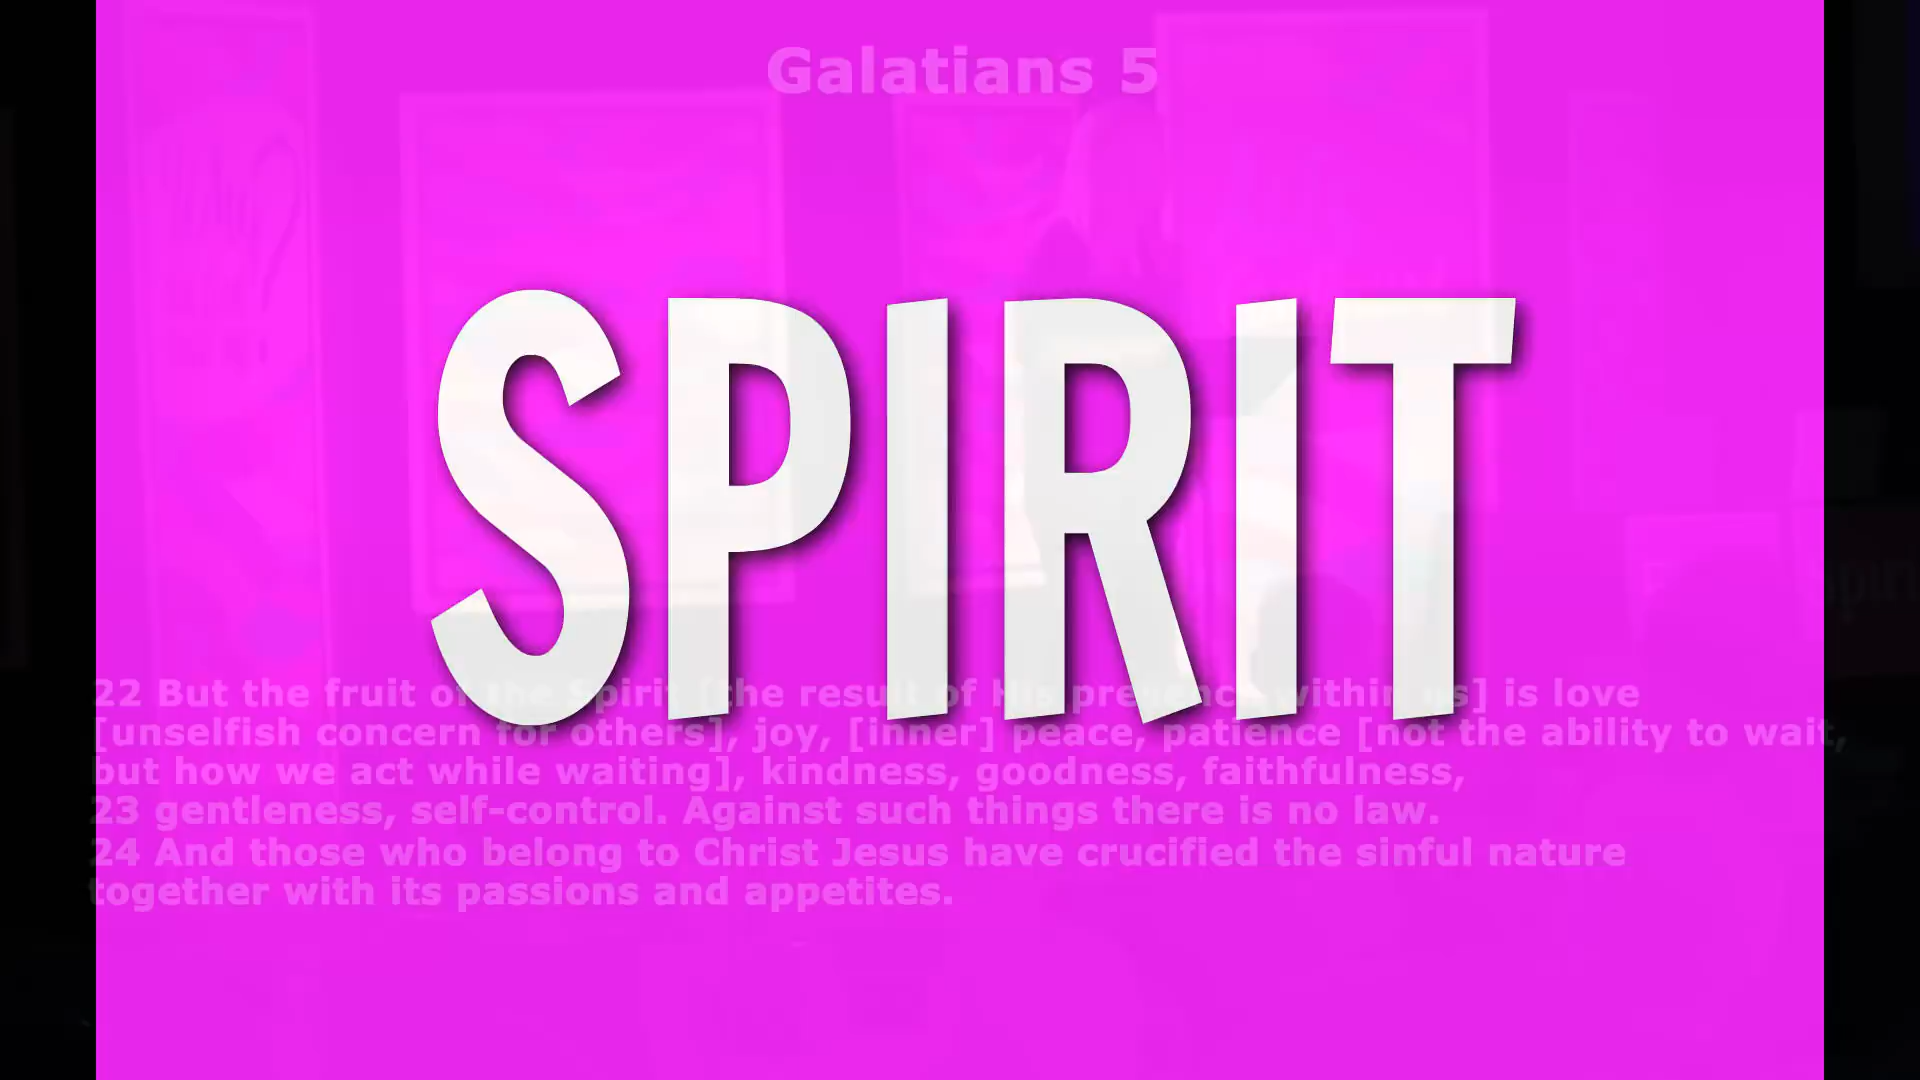 Galatians 5
SPIRIT
22 But the fruit of the Spirit [the result of His presence within us] is love
[unselfish concern for others], joy, [inner] peace, patience [not the ability to wait,
but how we act while waiting], kindness, goodness, faithfulness,
23 gentleness, self-control. Against such things there is no law.
24 And those who belong to Christ Jesus have crucified the sinful nature
together with its passions and appetites.